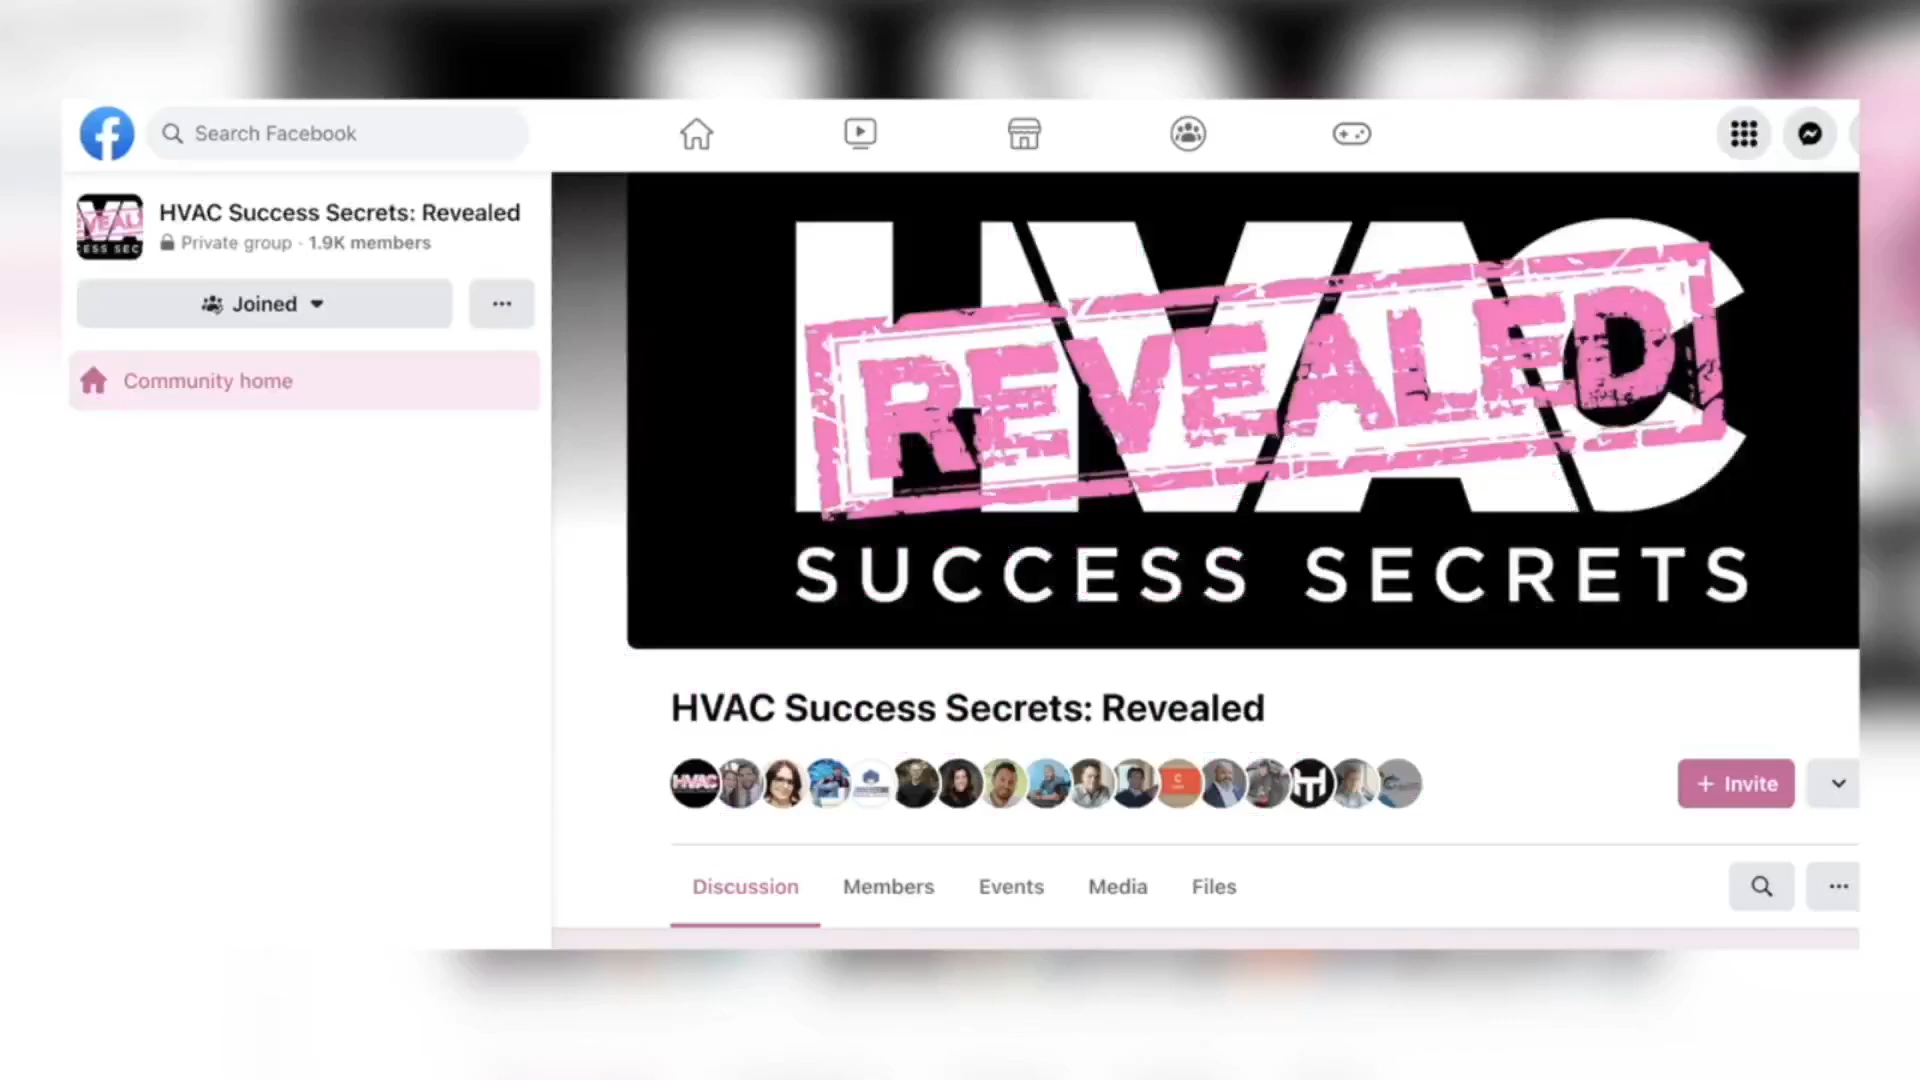 Search Facebook
HVAC Success Secrets: Revealed
Private group · 1.9K members
Joined
Community home
HVAC
REVEALED
SUCCESS SECRETS
HVAC Success Secrets: Revealed
+ Invite
Discussion
Members
Events
Media
Files